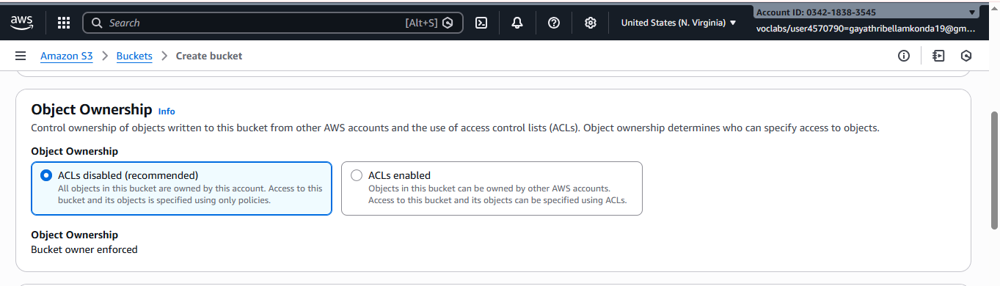 aws
Search
[Alt+S]
United States (N. Virginia)
Account ID: 0342-1838-3545
voclabs/user4570790=gayathribellamkonda19@gm...
Amazon S3 > Buckets > Create bucket
Object Ownership Info
Control ownership of objects written to this bucket from other AWS accounts and the use of access control lists (ACLs). Object ownership determines who can specify access to objects.
Object Ownership
ACLs disabled (recommended)
All objects in this bucket are owned by this account. Access to this
bucket and its objects is specified using only policies.
ACLs enabled
Objects in this bucket can be owned by other AWS accounts.
Access to this bucket and its objects can be specified using ACLs.
Object Ownership
Bucket owner enforced